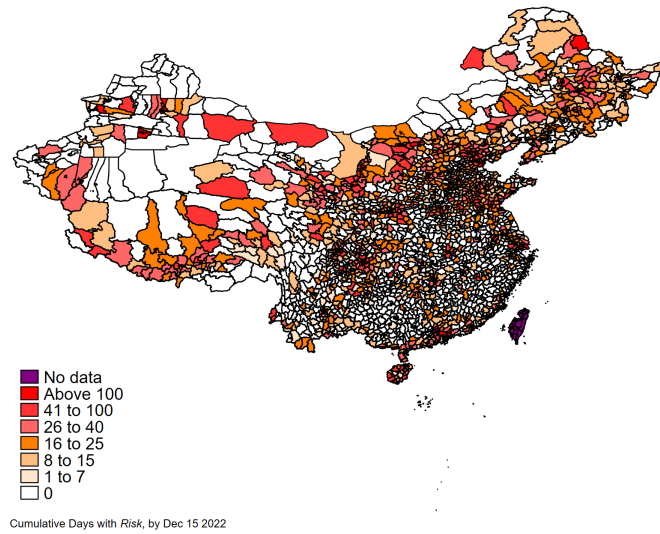 No data
Above 100
41 to 100
26 to 40
16 to 25
8 to 15
1 to 7
0
Cumulative Days with Risk, by Dec 15 2022